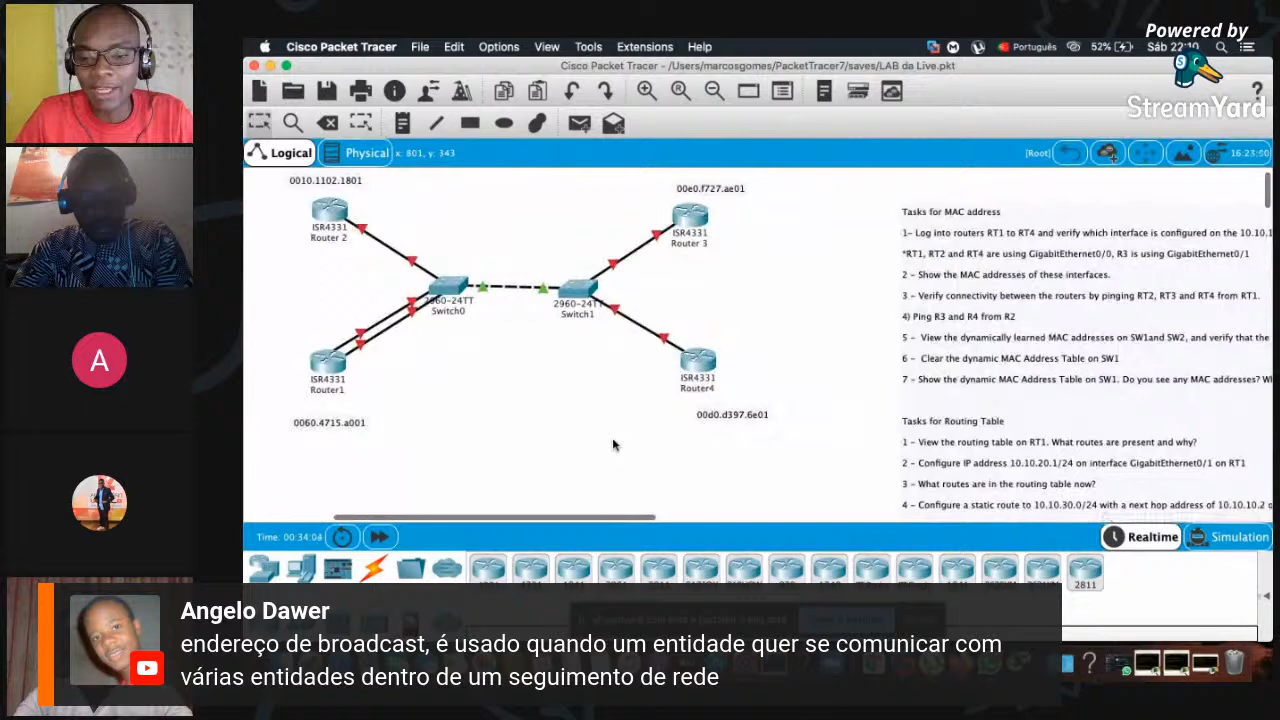 Powered by
StreamYard
Cisco Packet Tracer File Edit Options View Tools Extensions Help
Português 52% Sáb 22:10
Cisco Packet Tracer - /Users/marcosgomes/PacketTracer7/saves/LAB da Live.pkt
Logical Physical x: 801, y: 343 [Root]
0010.1102.1801
ISR4331
Router 2
00e0.f727.ae01
ISR4331
Router 3
2960-24TT
Switch0
Switch1
ISR4331
Router1
0060.4715.a001
ISR4331
Router4
00d0.d397.6e01
Tasks for MAC address
1- Log into routers RT1 to RT4 and verify which interface is configured on the 10.10.1
*RT1, RT2 and RT4 are using GigabitEthernet0/0, R3 is using GigabitEthernet0/1
2 - Show the MAC addresses of these interfaces.
3 - Verify connectivity between the routers by pinging RT2, RT3 and RT4 from RT1.
4) Ping R3 and R4 from R2
5 - View the dynamically learned MAC addresses on SW1and SW2, and verify that the
6 - Clear the dynamic MAC Address Table on SW1
7 - Show the dynamic MAC Address Table on SW1. Do you see any MAC addresses?
Tasks for Routing Table
1 - View the routing table on RT1. What routes are present and why?
2 - Configure IP address 10.10.20.1/24 on interface GigabitEthernet0/1 on RT1
3 - What routes are in the routing table now?
4 - Configure a static route to 10.10.30.0/24 with a next hop address of 10.10.10.2
Realtime Simulation
2811
A
Angelo Dawer
endereço de broadcast, é usado quando um entidade quer se comunicar com
várias entidades dentro de um seguimento de rede